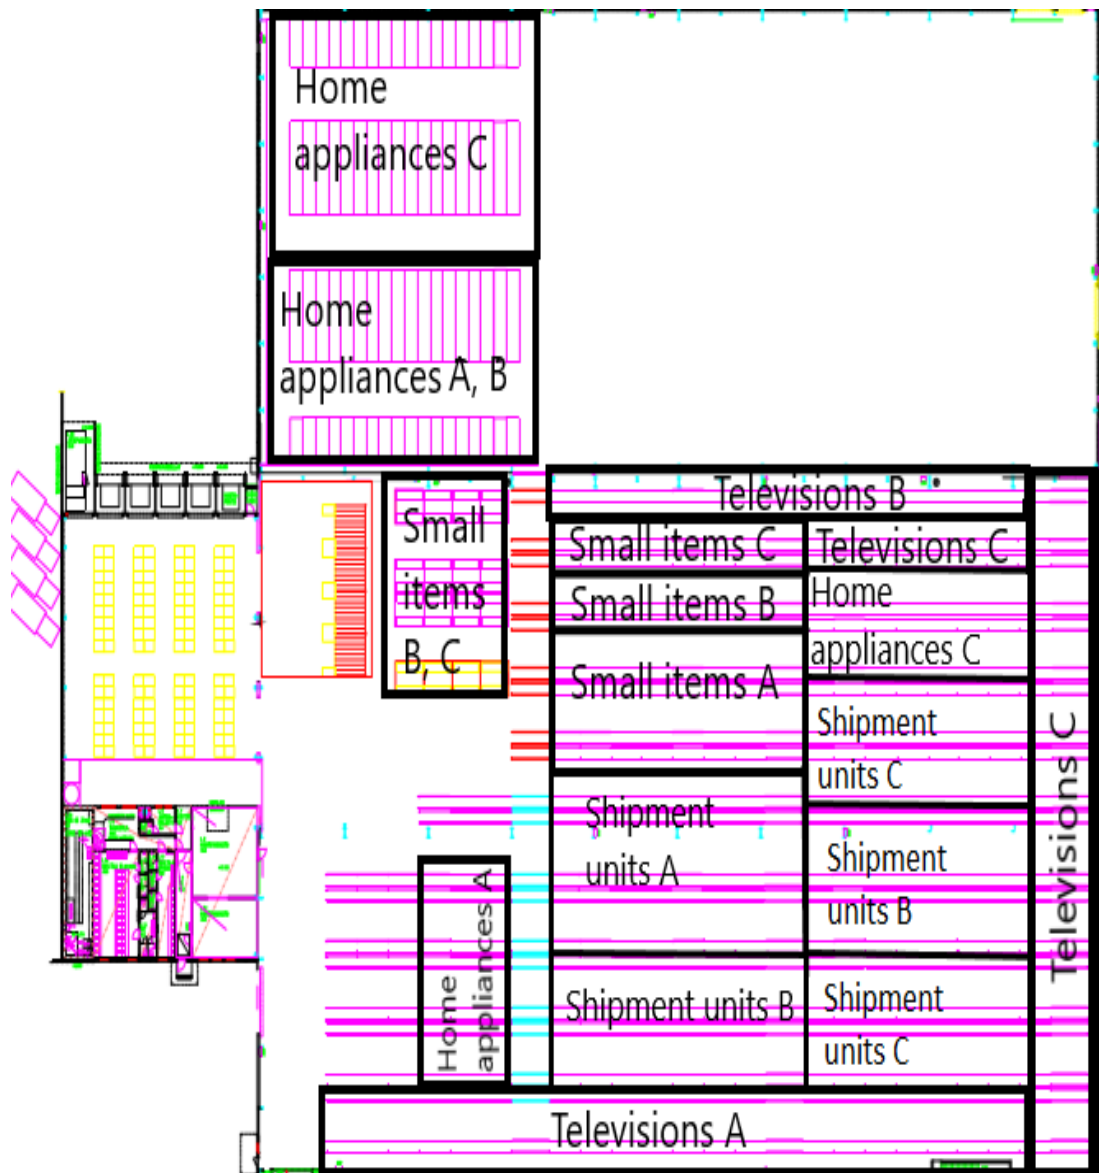 Home
appliances C
Home
appliances A, B
Televisions B
Small
items
B, C
Small items C
Televisions C
Small items B
Home
appliances C
Small items A
Shipment
units C
Televisions C
Shipment
units A
Shipment
units B
Home
appliances A
Shipment units B
Shipment
units C
Televisions A